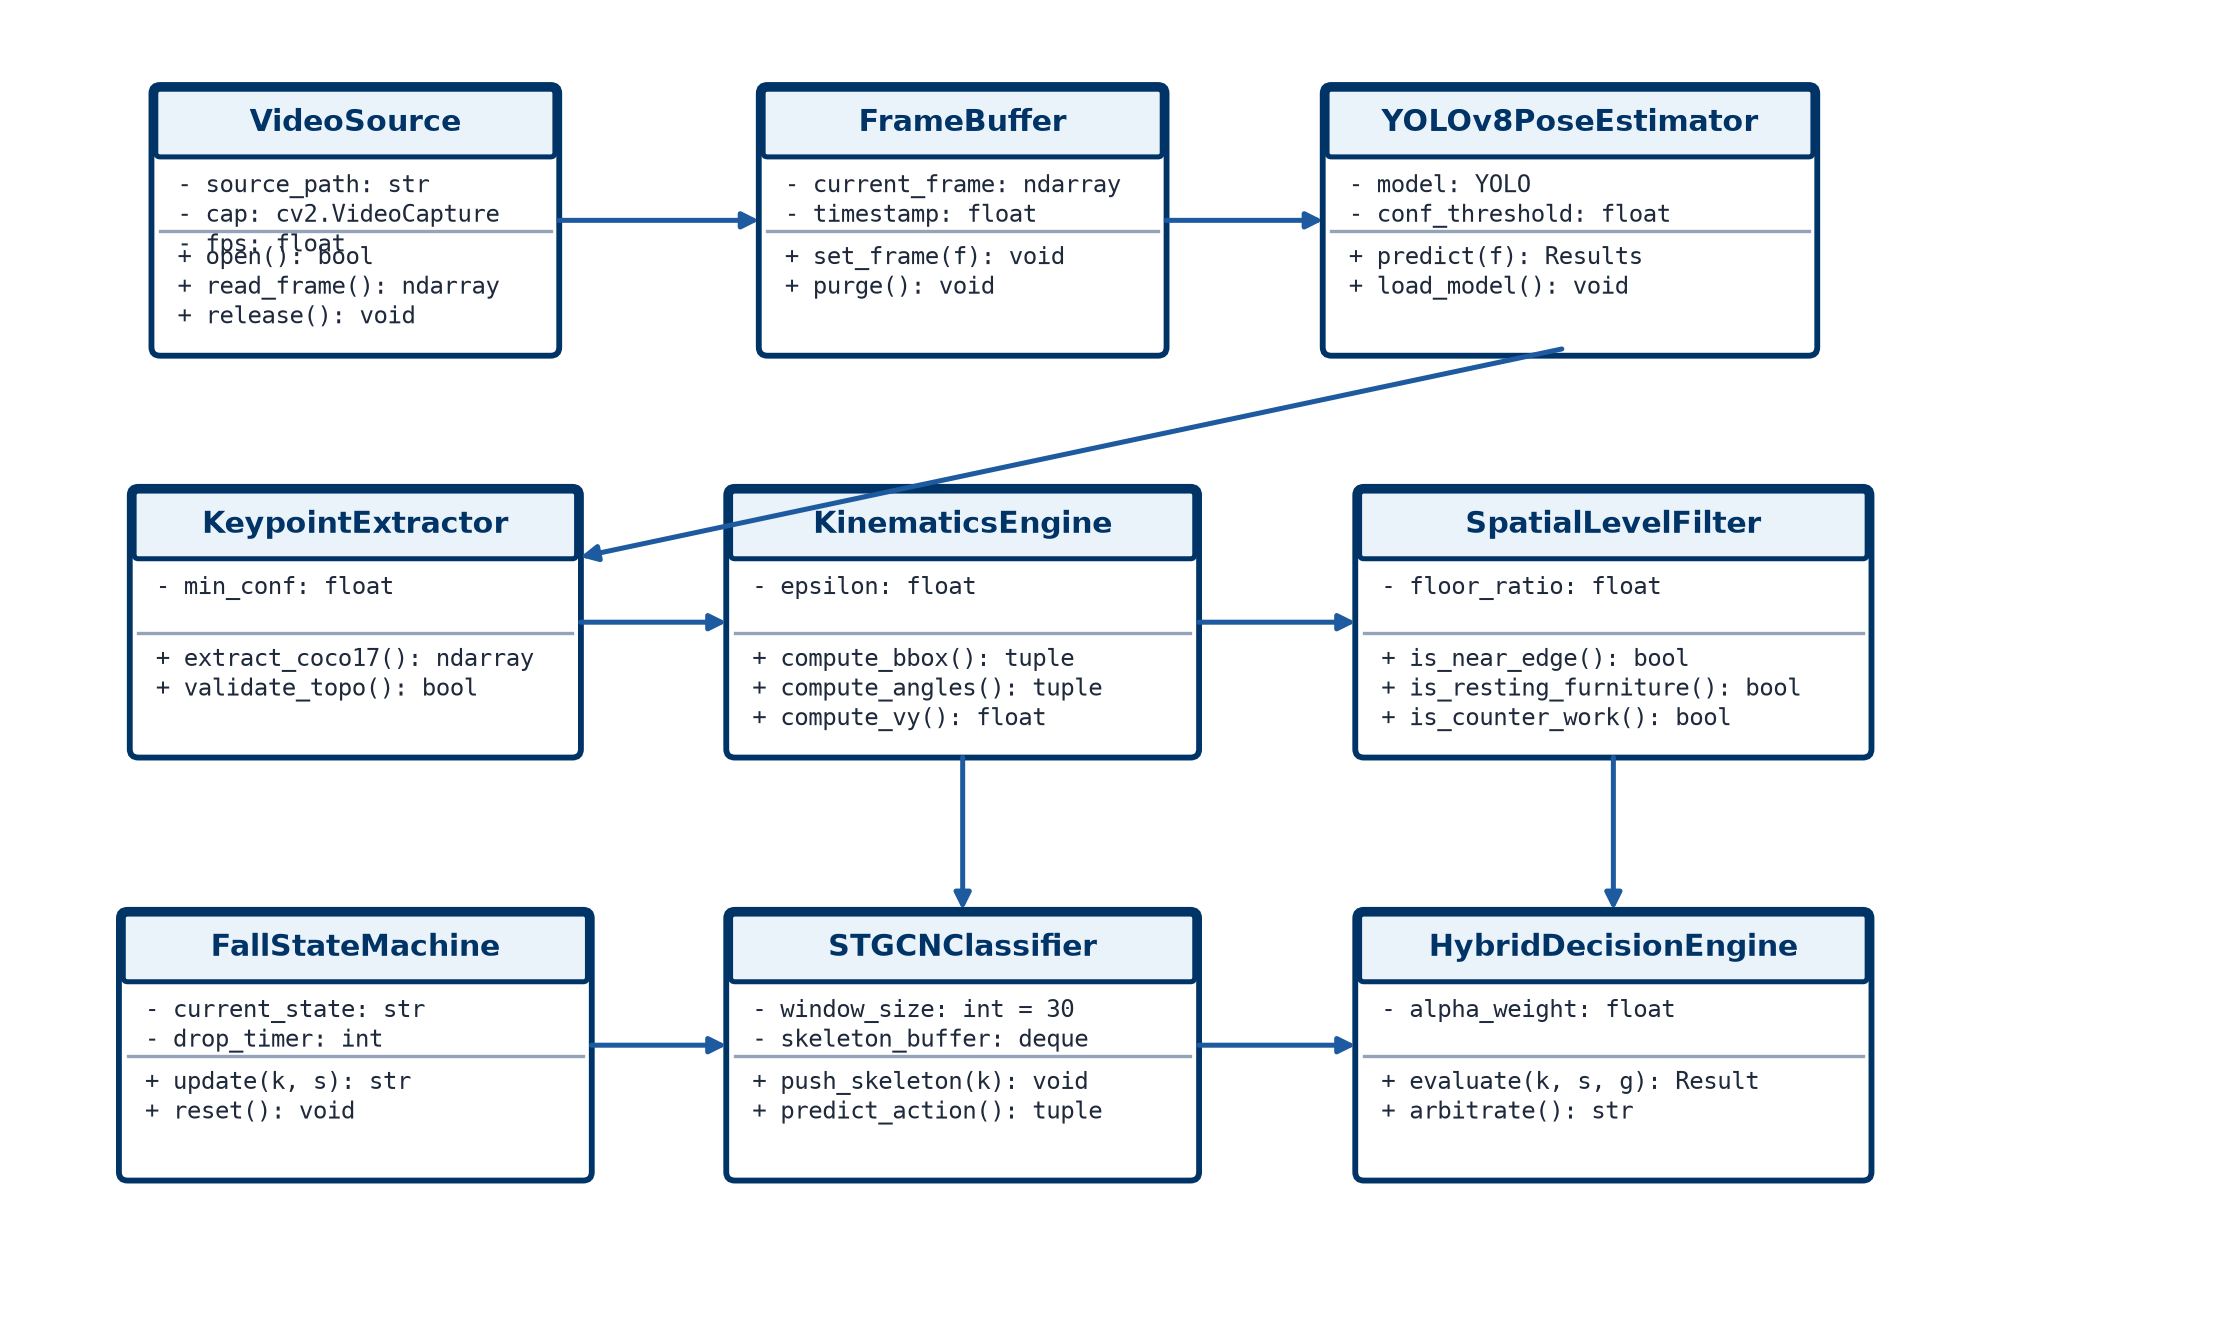 VideoSource
- source_path: str
- cap: cv2.VideoCapture
- fps: float
+ open(): bool
+ read_frame(): ndarray
+ release(): void
FrameBuffer
- current_frame: ndarray
- timestamp: float
+ set_frame(f): void
+ purge(): void
YOLOv8PoseEstimator
- model: YOLO
- conf_threshold: float
+ predict(f): Results
+ load_model(): void
KeypointExtractor
- min_conf: float
+ extract_coco17(): ndarray
+ validate_topo(): bool
KinematicsEngine
- epsilon: float
+ compute_bbox(): tuple
+ compute_angles(): tuple
+ compute_vy(): float
SpatialLevelFilter
- floor_ratio: float
+ is_near_edge(): bool
+ is_resting_furniture(): bool
+ is_counter_work(): bool
FallStateMachine
- current_state: str
- drop_timer: int
+ update(k, s): str
+ reset(): void
STGCNClassifier
- window_size: int = 30
- skeleton_buffer: deque
+ push_skeleton(k): void
+ predict_action(): tuple
HybridDecisionEngine
- alpha_weight: float
+ evaluate(k, s, g): Result
+ arbitrate(): str